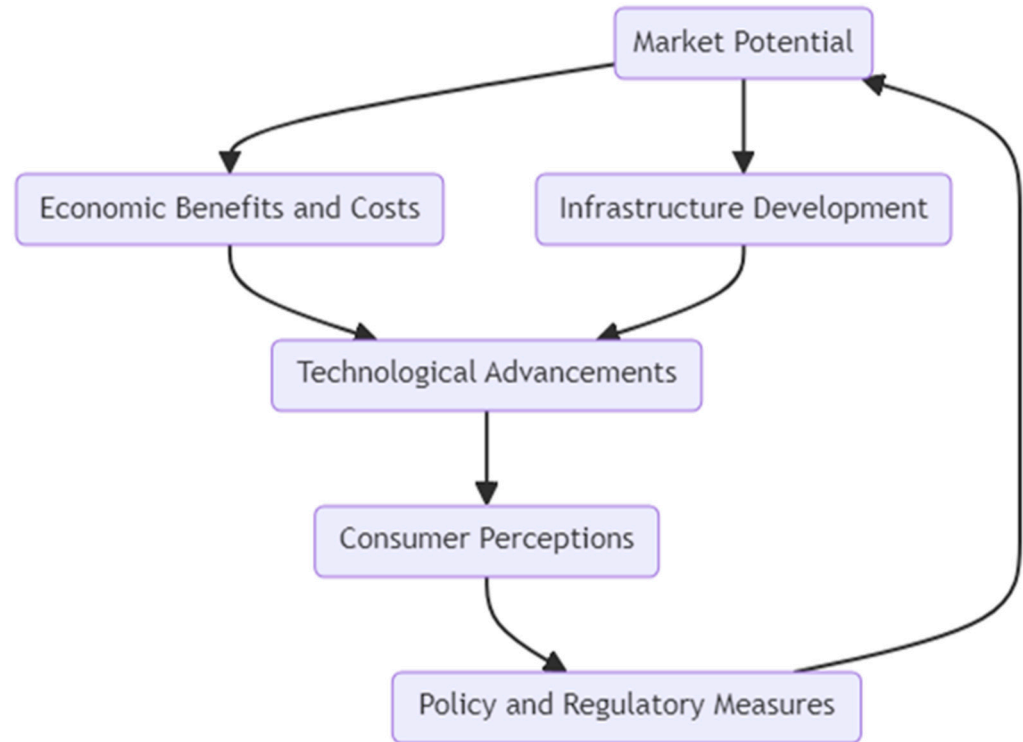 Market Potential
Economic Benefits and Costs
Infrastructure Development
Technological Advancements
Consumer Perceptions
Policy and Regulatory Measures